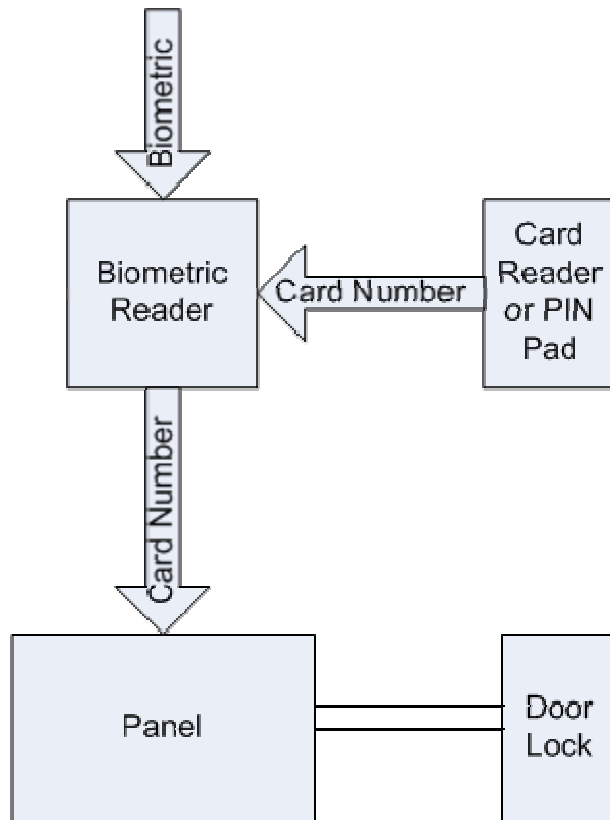 Biometric
Biometric
Reader
Card Number
Card
Reader
or PIN
Pad
Card Number
Panel
Door
Lock